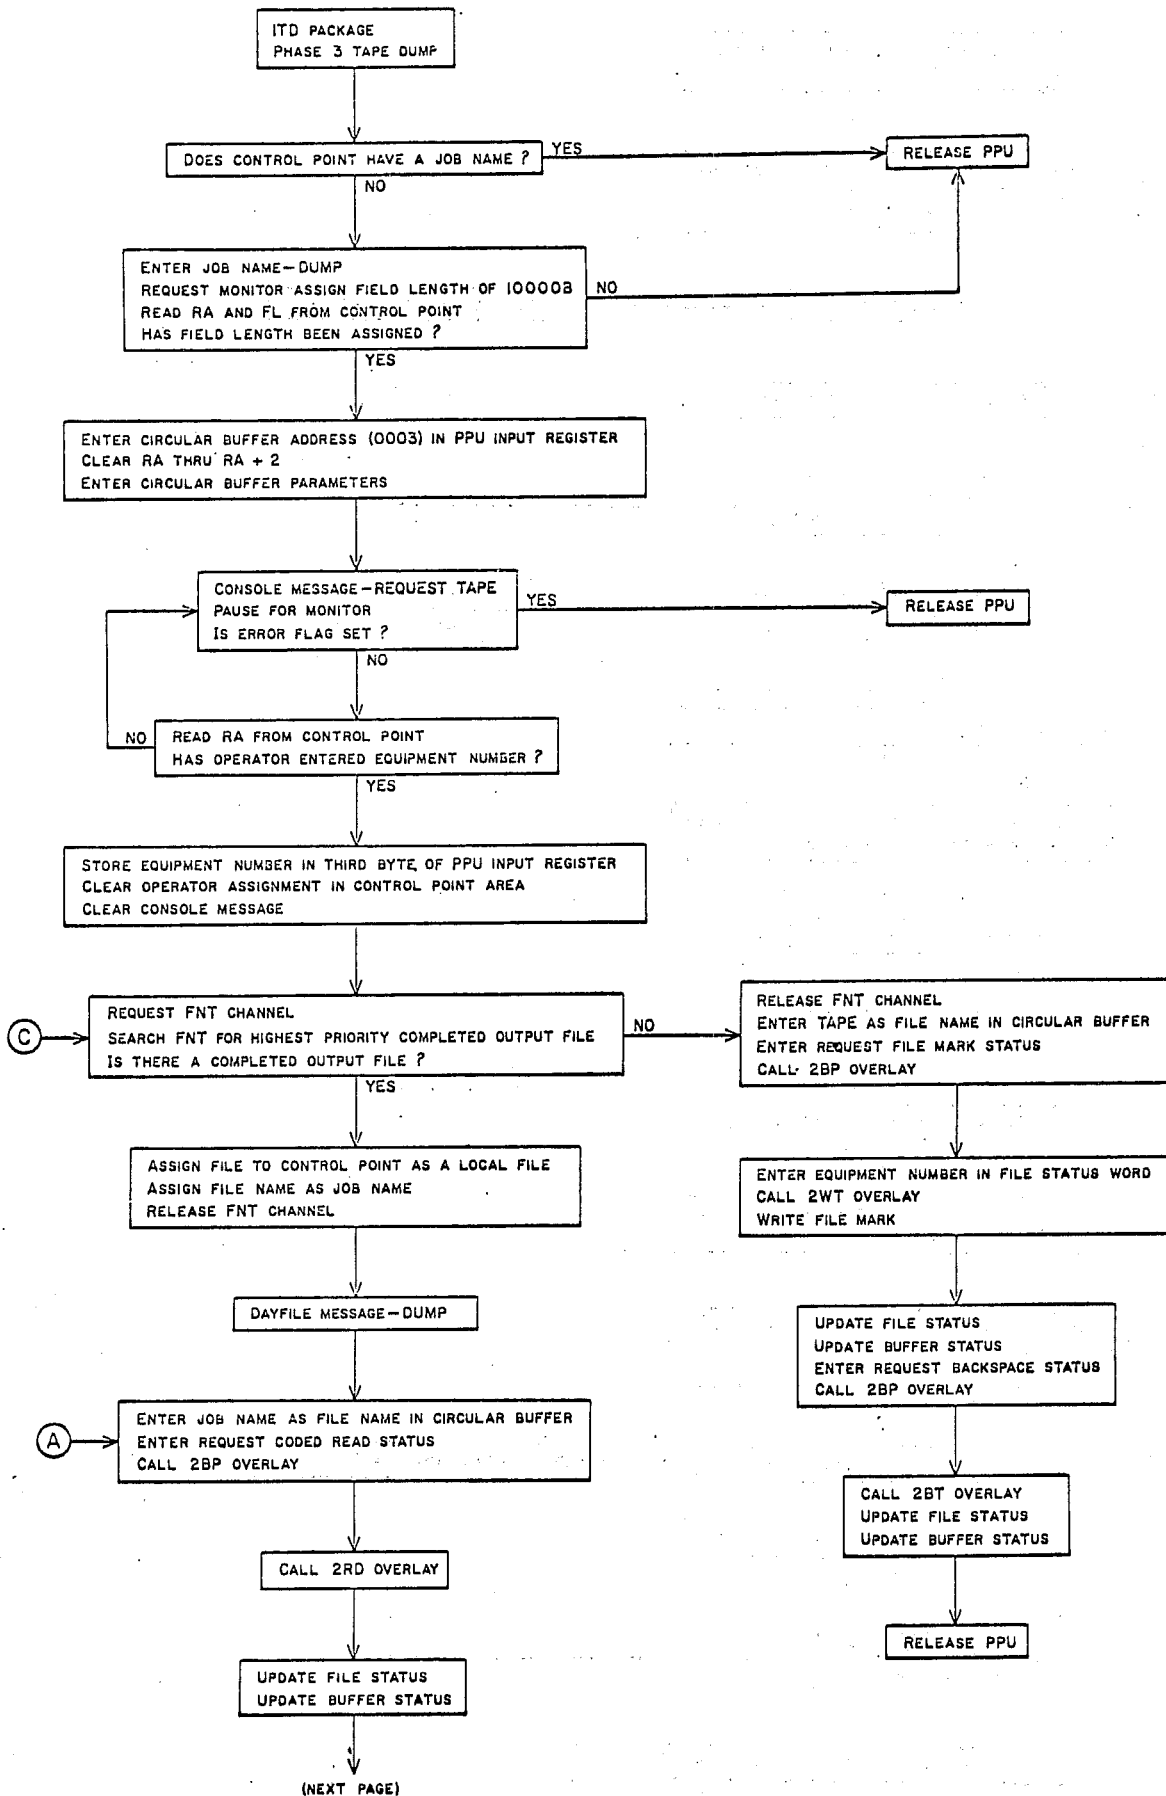 ITD PACKAGE
PHASE 3 TAPE DUMP
DOES CONTROL POINT HAVE A JOB NAME ?
YES
RELEASE PPU
NO
ENTER JOB NAME—DUMP
REQUEST MONITOR ASSIGN FIELD LENGTH OF 10000B
READ RA AND FL FROM CONTROL POINT
HAS FIELD LENGTH BEEN ASSIGNED ?
NO
YES
ENTER CIRCULAR BUFFER ADDRESS (0003) IN PPU INPUT REGISTER
CLEAR RA THRU RA + 2
ENTER CIRCULAR BUFFER PARAMETERS
CONSOLE MESSAGE—REQUEST TAPE
PAUSE FOR MONITOR
IS ERROR FLAG SET ?
YES
RELEASE PPU
NO
NO
READ RA FROM CONTROL POINT
HAS OPERATOR ENTERED EQUIPMENT NUMBER ?
YES
STORE EQUIPMENT NUMBER IN THIRD BYTE OF PPU INPUT REGISTER
CLEAR OPERATOR ASSIGNMENT IN CONTROL POINT AREA
CLEAR CONSOLE MESSAGE
C
REQUEST FNT CHANNEL
SEARCH FNT FOR HIGHEST PRIORITY COMPLETED OUTPUT FILE
IS THERE A COMPLETED OUTPUT FILE ?
NO
RELEASE FNT CHANNEL
ENTER TAPE AS FILE NAME IN CIRCULAR BUFFER
ENTER REQUEST FILE MARK STATUS
CALL 2BP OVERLAY
YES
ASSIGN FILE TO CONTROL POINT AS A LOCAL FILE
ASSIGN FILE NAME AS JOB NAME
RELEASE FNT CHANNEL
ENTER EQUIPMENT NUMBER IN FILE STATUS WORD
CALL 2WT OVERLAY
WRITE FILE MARK
DAYFILE MESSAGE—DUMP
UPDATE FILE STATUS
UPDATE BUFFER STATUS
ENTER REQUEST BACKSPACE STATUS
CALL 2BP OVERLAY
A
ENTER JOB NAME AS FILE NAME IN CIRCULAR BUFFER
ENTER REQUEST CODED READ STATUS
CALL 2BP OVERLAY
CALL 2BT OVERLAY
UPDATE FILE STATUS
UPDATE BUFFER STATUS
CALL 2RD OVERLAY
RELEASE PPU
UPDATE FILE STATUS
UPDATE BUFFER STATUS
(NEXT PAGE)